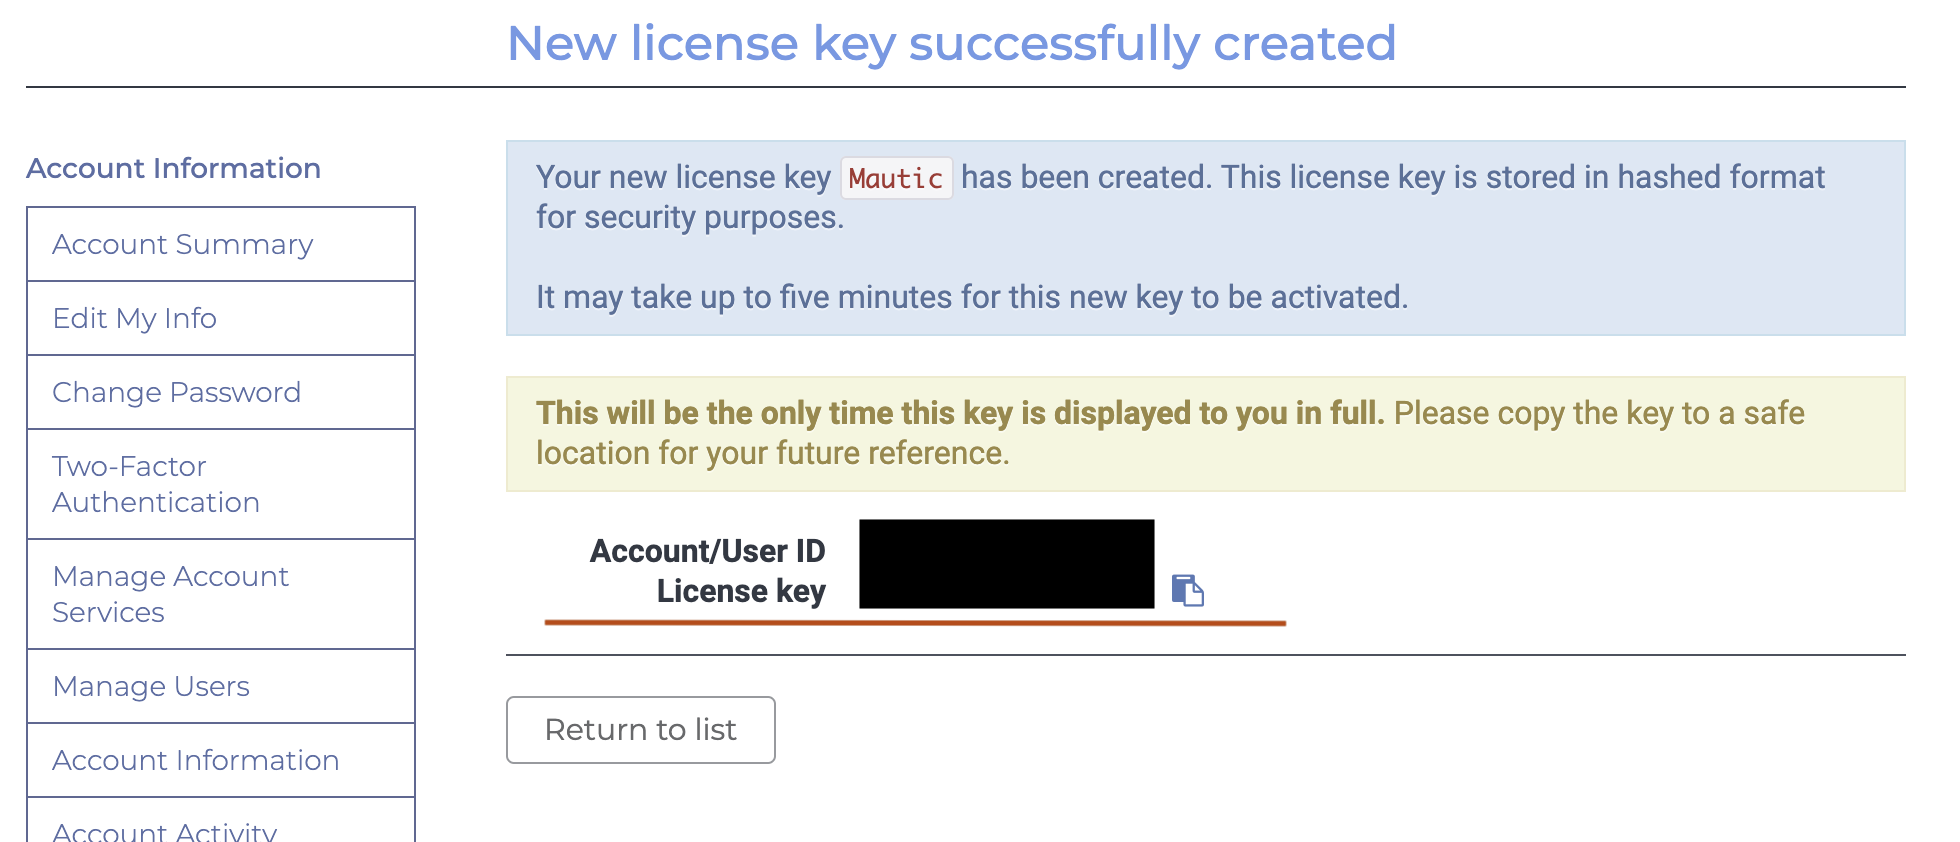 New license key successfully created
Account Information
Account Summary
Edit My Info
Change Password
Two-Factor
Authentication
Manage Account
Services
Manage Users
Account Information
Account Activity
Your new license key Mautic has been created. This license key is stored in hashed format
for security purposes.
It may take up to five minutes for this new key to be activated.
This will be the only time this key is displayed to you in full. Please copy the key to a safe
location for your future reference.
Account/User ID
License key
Return to list